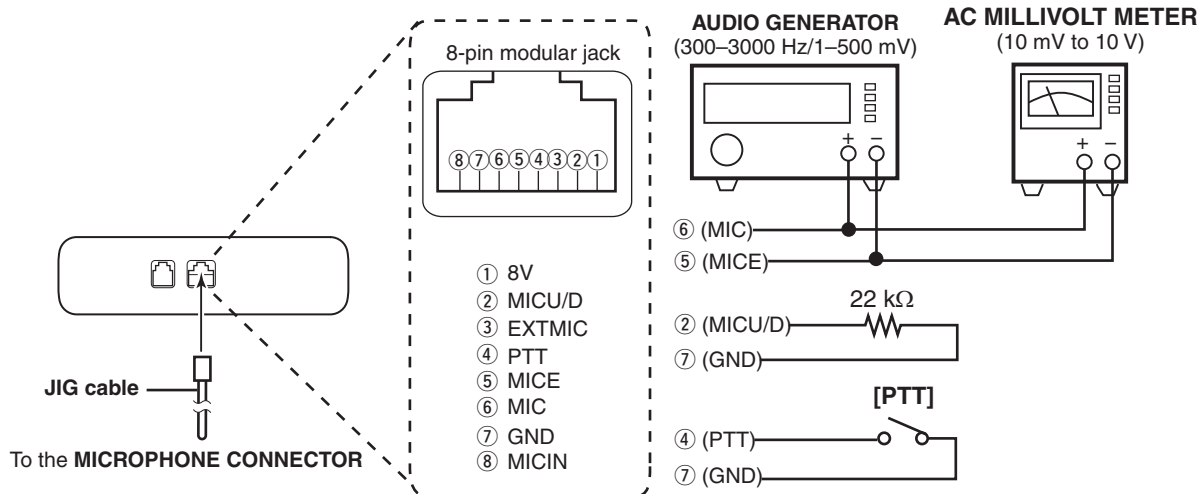 8-pin modular jack
⑧⑦⑥⑤④③②①
① 8V
② MICU/D
③ EXTMIC
④ PTT
⑤ MICE
⑥ MIC
⑦ GND
⑧ MICIN
JIG cable
To the MICROPHONE CONNECTOR
AUDIO GENERATOR
(300–3000 Hz/1–500 mV)
+ −
AC MILLIVOLT METER
(10 mV to 10 V)
+ −
⑥ (MIC)
⑤ (MICE)
22 kΩ
② (MICU/D)
⑦ (GND)
[PTT]
④ (PTT)
⑦ (GND)